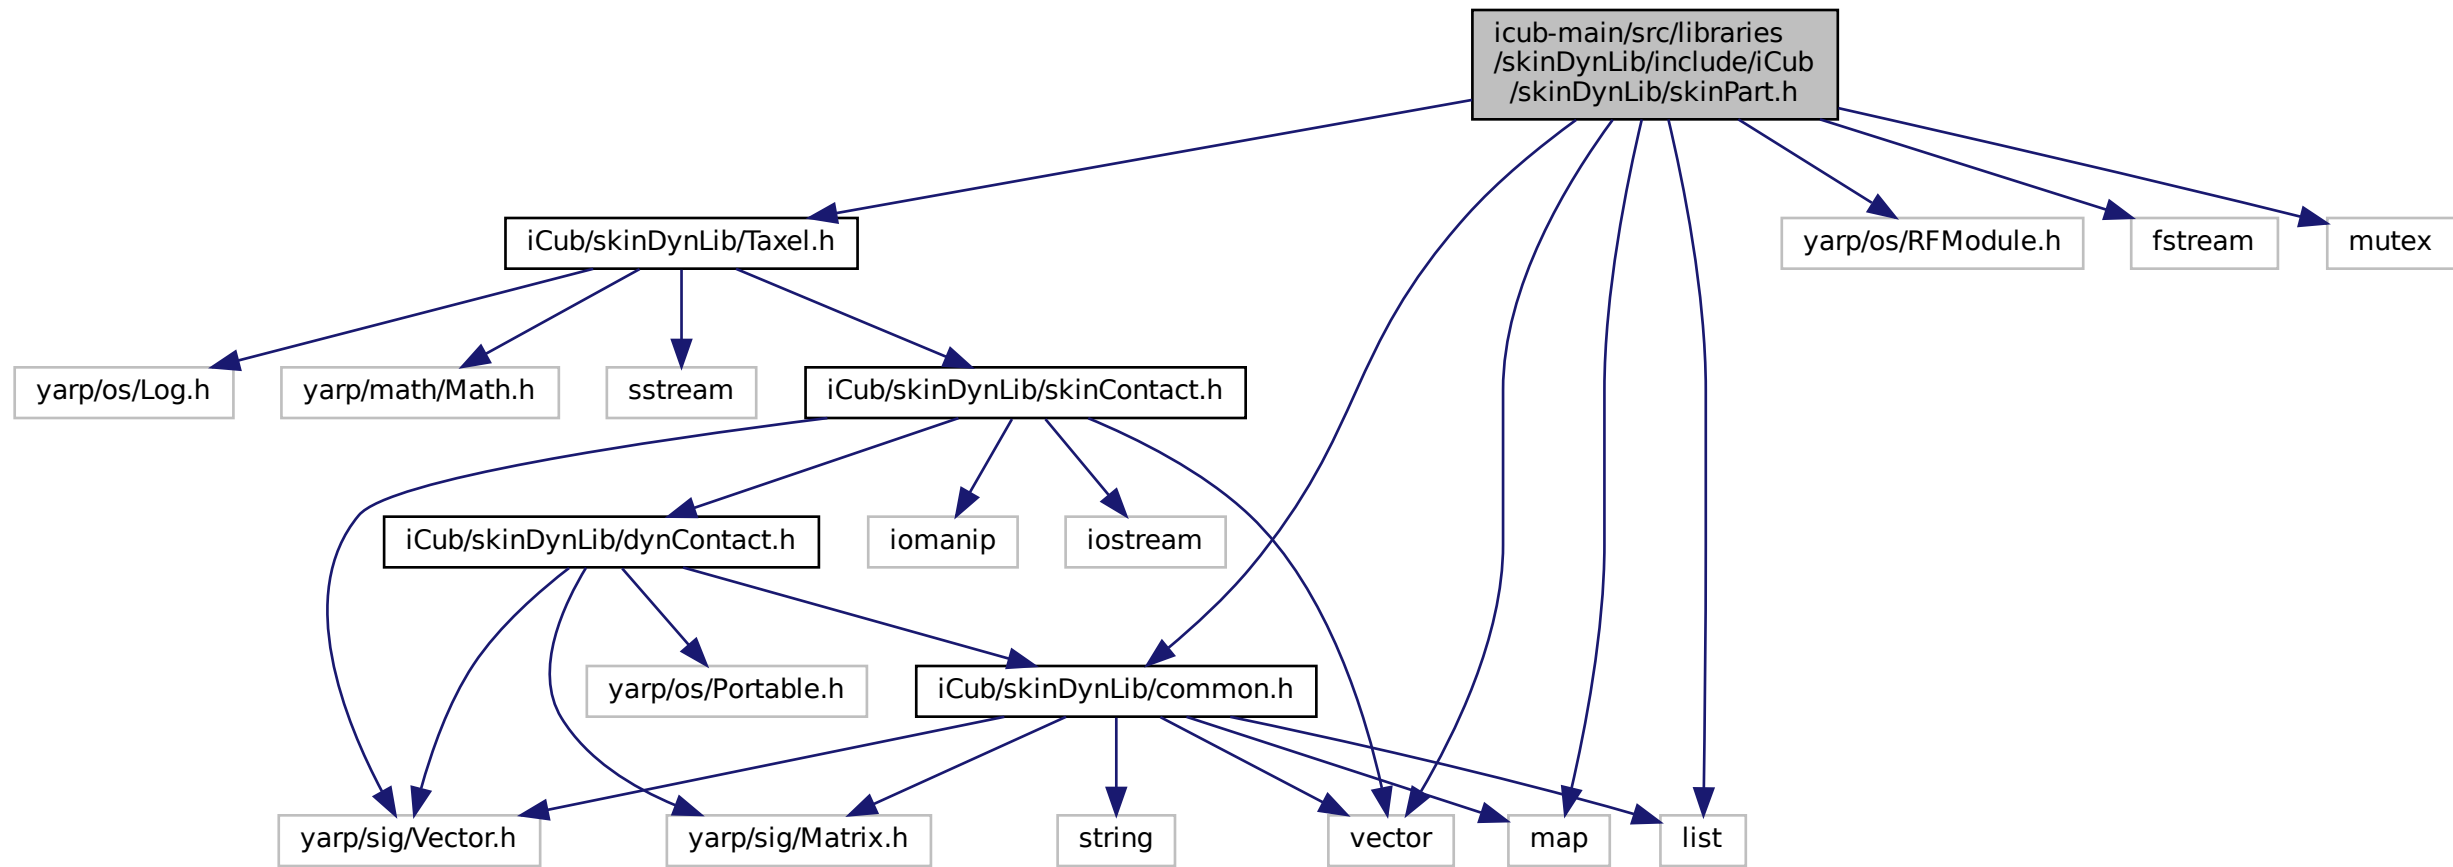 icub-main/src/libraries
/skinDynLib/include/iCub
/skinDynLib/skinPart.h
iCub/skinDynLib/Taxel.h
yarp/os/RFModule.h
fstream
mutex
yarp/os/Log.h
yarp/math/Math.h
sstream
iCub/skinDynLib/skinContact.h
iCub/skinDynLib/dynContact.h
iomanip
iostream
yarp/os/Portable.h
iCub/skinDynLib/common.h
yarp/sig/Vector.h
yarp/sig/Matrix.h
string
vector
map
list